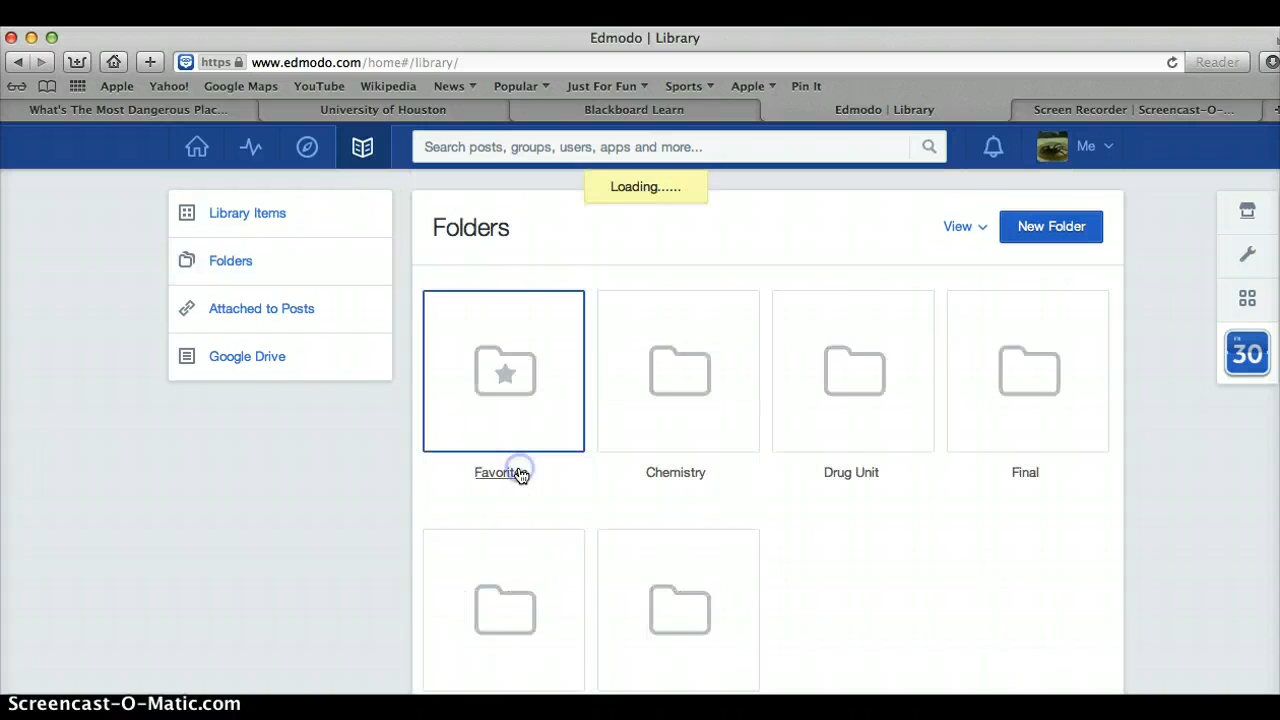 Edmodo | Library
https www.edmodo.com/home#/library/ Reader
Apple Yahoo! Google Maps YouTube Wikipedia News Popular Just For Fun Sports Apple Pin It
What's The Most Dangerous Plac... University of Houston Blackboard Learn Edmodo | Library Screen Recorder | Screencast-O-...
Search posts, groups, users, apps and more... Me
Loading......
Library Items
Folders
Attached to Posts
Google Drive
Folders View New Folder
30
Chemistry Drug Unit Final
Screencast-O-Matic.com